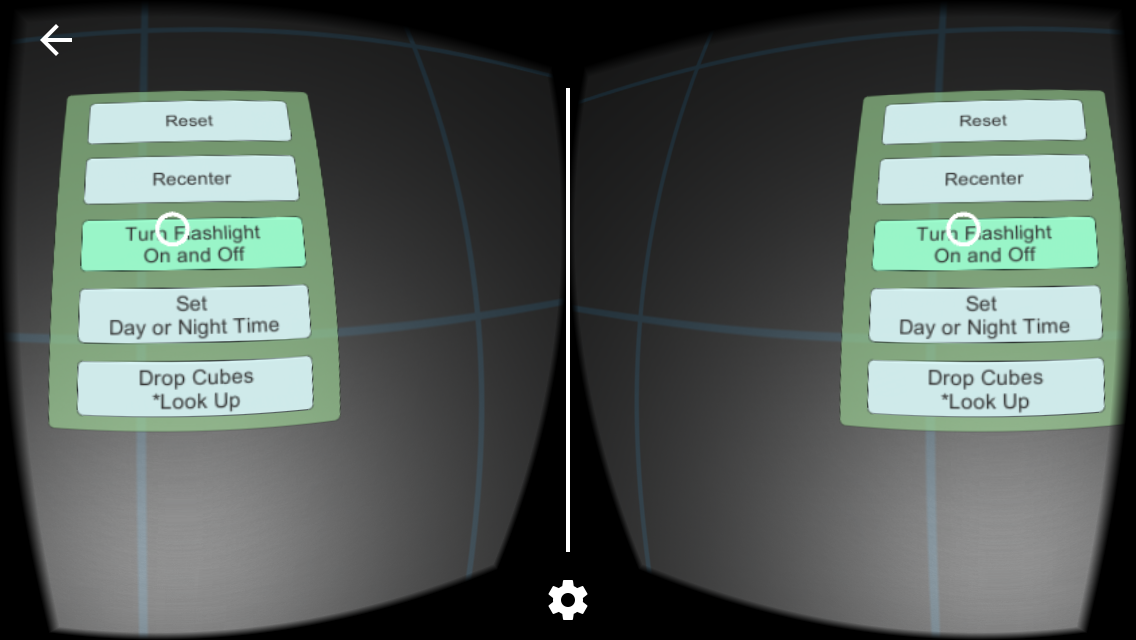 Reset
Recenter
Turn Flashlight
On and Off
Set
Day or Night Time
Drop Cubes
*Look Up
Reset
Recenter
Turn Flashlight
On and Off
Set
Day or Night Time
Drop Cubes
*Look Up